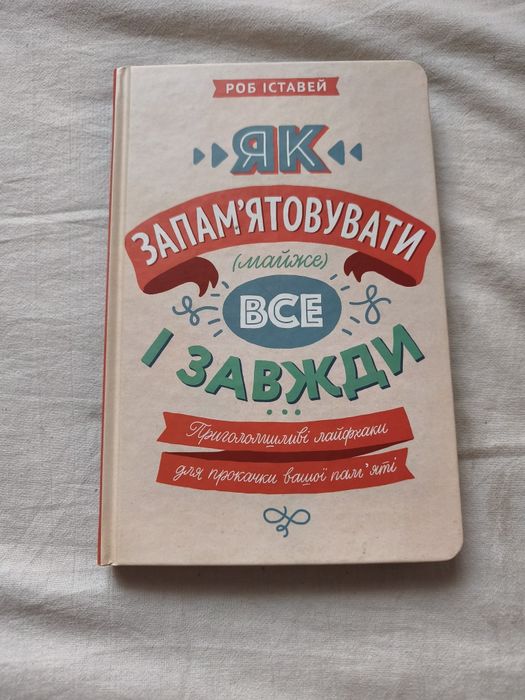 РОБ ІСТАВЕЙ
ЯК
ЗАПАМ'ЯТОВУВАТИ
(майже)
ВСЕ
І ЗАВЖДИ
Приголомшливі лайфхаки
для прокачки вашої пам'яті